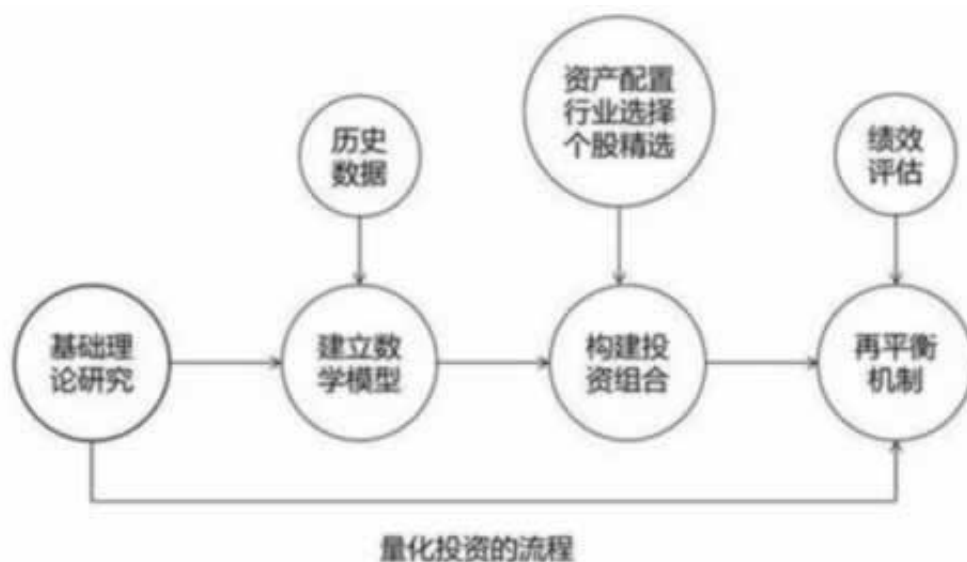 资产配置
行业选择
个股精选
历史
数据
绩效
评估
基础理
论研究
建立数
学模型
构建投
资组合
再平衡
机制
量化投资的流程